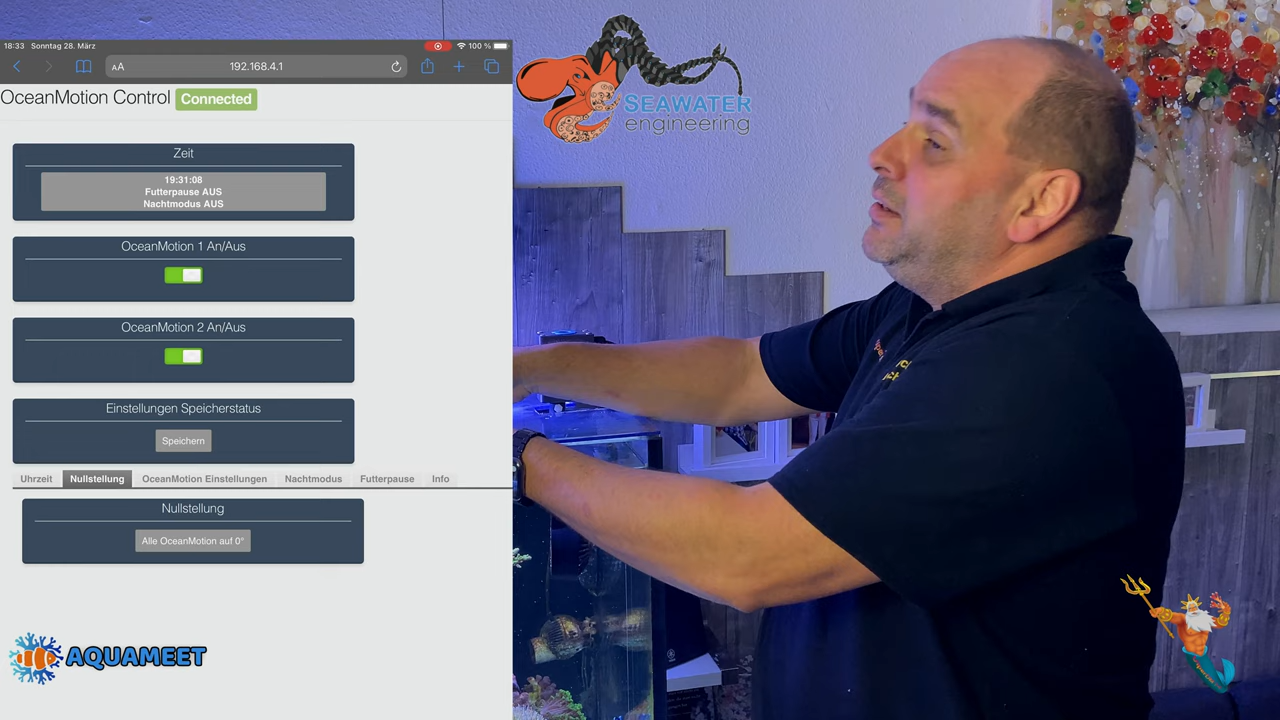 18:33 Sonntag 28. März
100 %
AA
192.168.4.1
OceanMotion Control Connected
Zeit
19:31:08
Futterpause AUS
Nachtmodus AUS
OceanMotion 1 An/Aus
OceanMotion 2 An/Aus
Einstellungen Speicherstatus
Speichern
Uhrzeit Nullstellung OceanMotion Einstellungen Nachtmodus Futterpause Info
Nullstellung
Alle OceanMotion auf 0°
AQUAMEET
SEAWATER
engineering